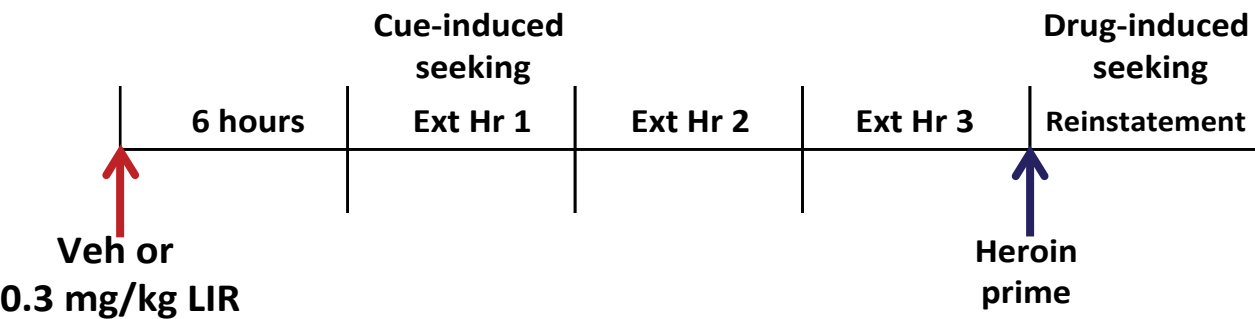 Cue-induced
seeking
Drug-induced
seeking
6 hours
Ext Hr 1
Ext Hr 2
Ext Hr 3
Reinstatement
Veh or
0.3 mg/kg LIR
Heroin
prime